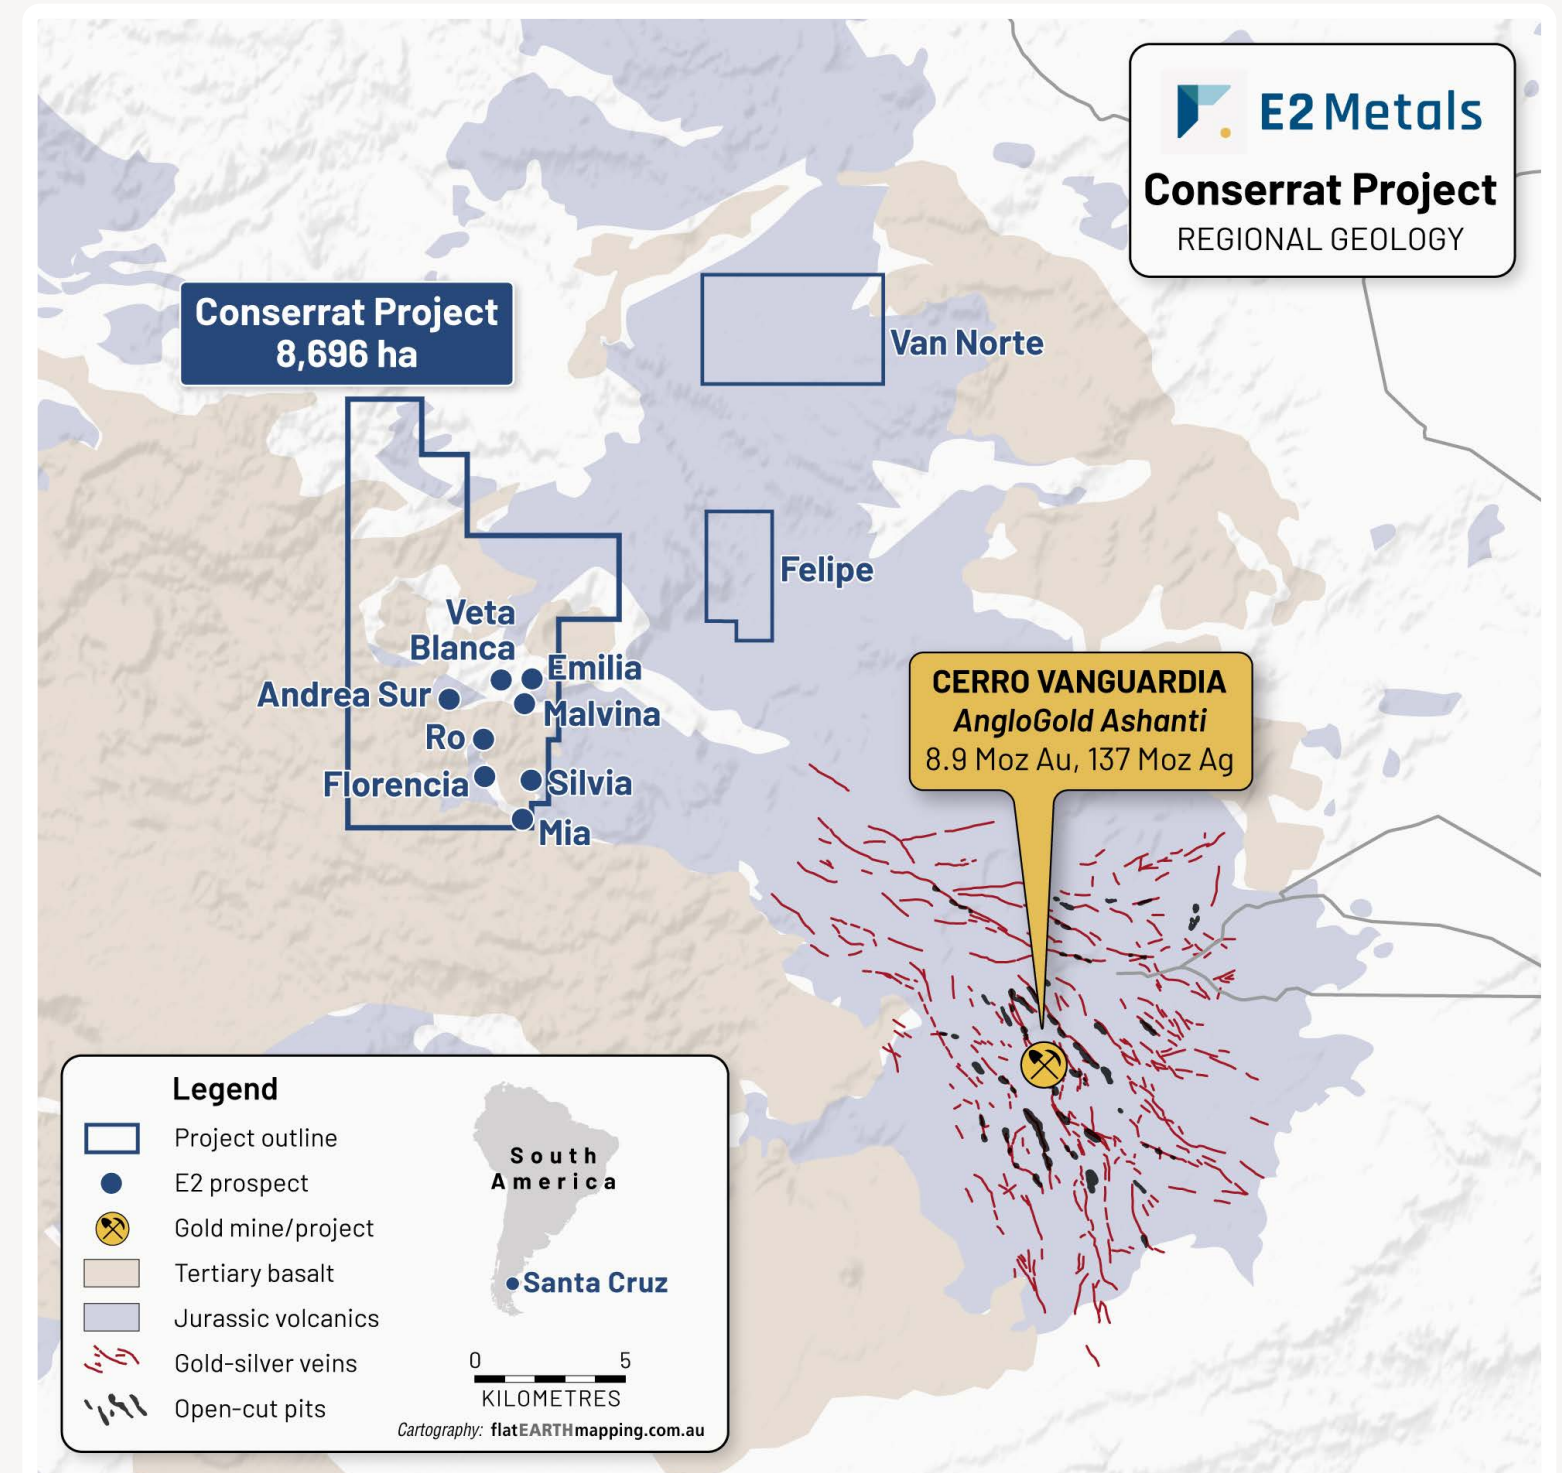 E2Metals
Conserrat Project
REGIONAL GEOLOGY
Conserrat Project
8,696 ha
Van Norte
Felipe
Veta
Blanca
Emilia
Andrea Sur
Malvina
Ro
Florencia
Silvia
Mia
CERRO VANGUARDIA
AngloGold Ashanti
8.9 Moz Au, 137 Moz Ag
Legend
Project outline
E2 prospect
Gold mine/project
Tertiary basalt
Jurassic volcanics
Gold-silver veins
Open-cut pits
South
America
Santa Cruz
0 5
KILOMETRES
Cartography: flatEARTHmapping.com.au